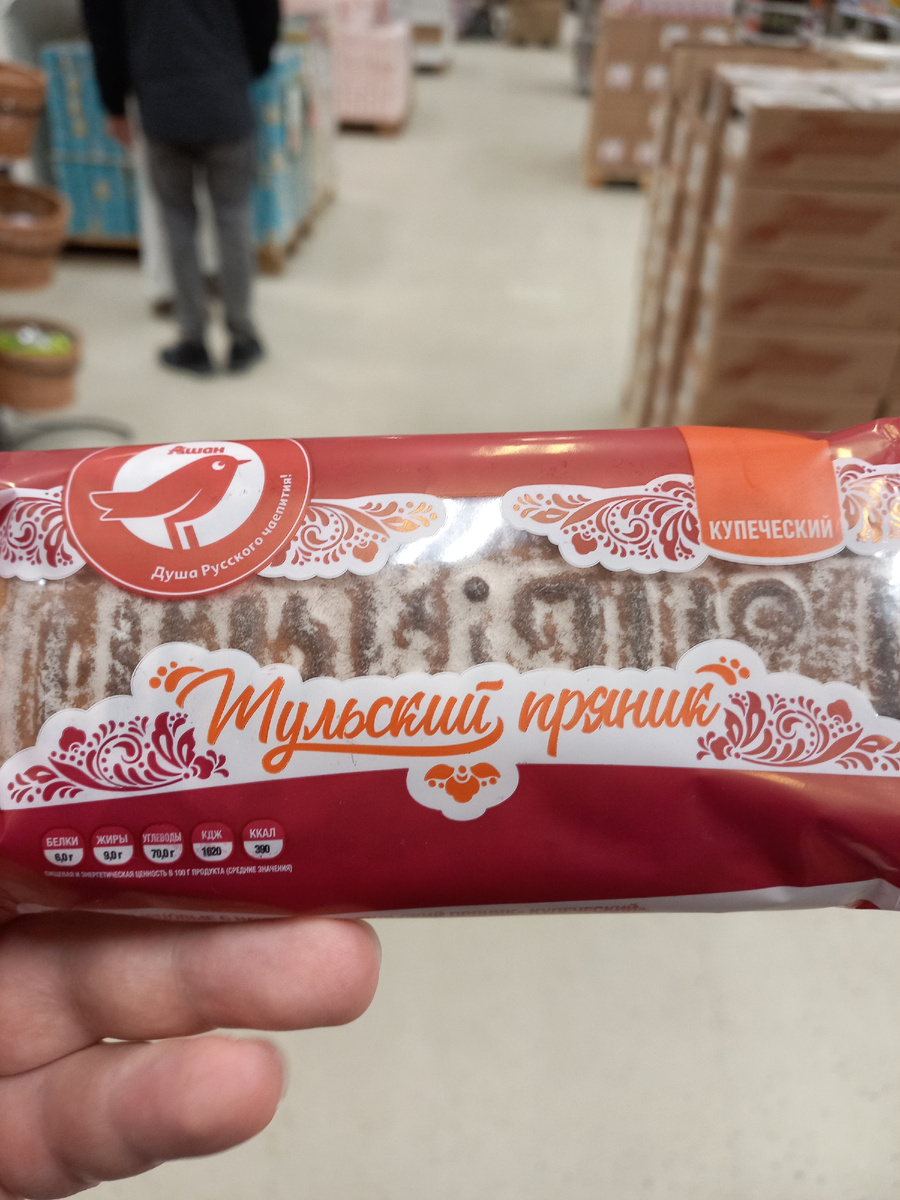 Ашан
Душа Русского чаепития!
КУПЕЧЕСКИЙ
Тульский пряник
БЕЛКИ ЖИРЫ УГЛЕВОДЫ КДЖ ККАЛ
6,0 г 9,0 г 70,0 г 1620 390
ПИЩЕВАЯ И ЭНЕРГЕТИЧЕСКАЯ ЦЕННОСТЬ В 100 Г ПРОДУКТА (СРЕДНИЕ ЗНАЧЕНИЯ)